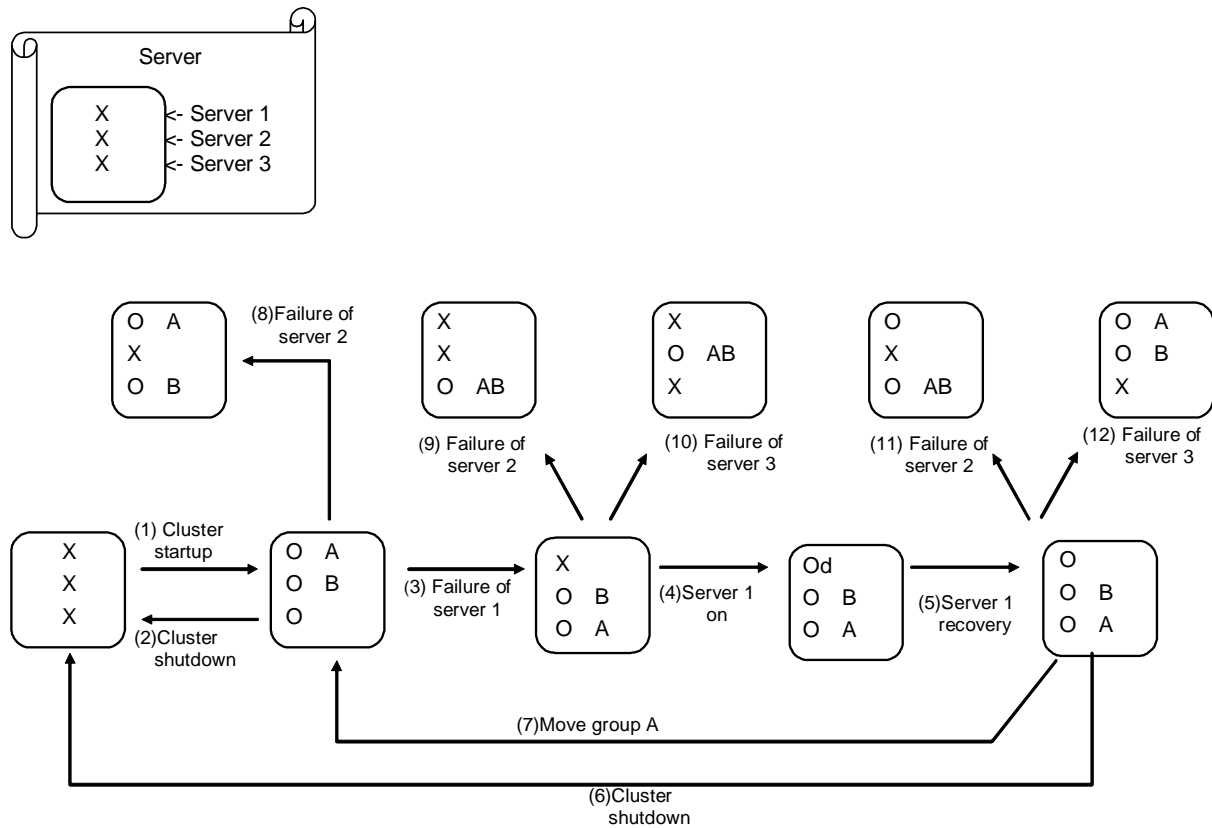 Server
X <- Server 1
X <- Server 2
X <- Server 3
O A
X
O B
(8)Failure of
server 2
X
X
O AB
(9) Failure of
server 2
X
O AB
X
(10) Failure of
server 3
O
X
O AB
(11) Failure of
server 2
O A
O B
X
(12) Failure of
server 3
X
X
X
(1) Cluster
startup
(2)Cluster
shutdown
O A
O B
O
(3) Failure of
server 1
X
O B
O A
(4)Server 1
on
Od
O B
O A
(5)Server 1
recovery
O
O B
O A
(7)Move group A
(6)Cluster
shutdown